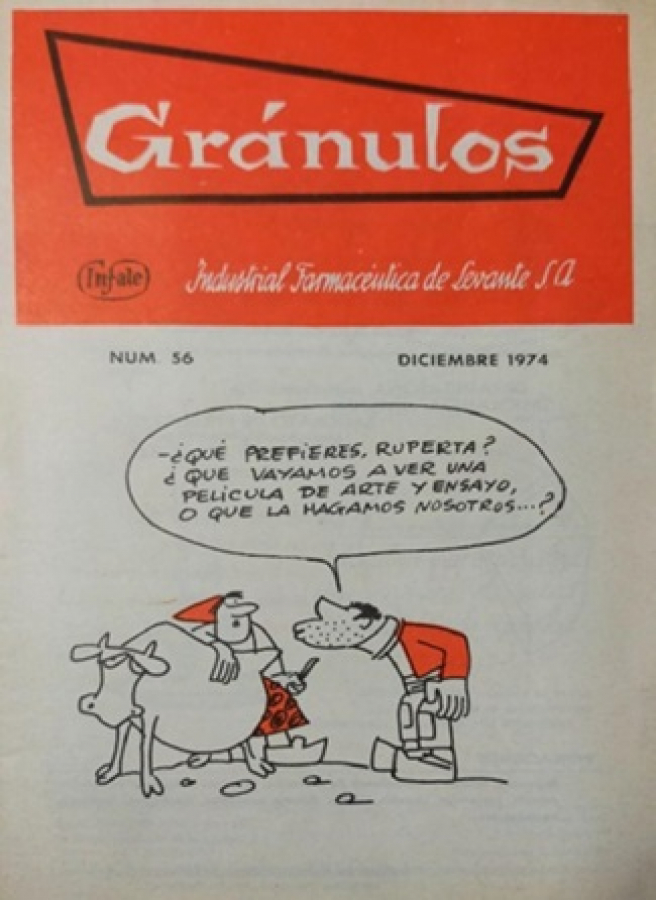 Gránulos
Infale
Industrial Farmacéutica de Levante S A
NUM. 56
DICIEMBRE 1974
-¿QUÉ PREFIERES, RUPERTA?
¿QUE VAYAMOS A VER UNA
PELÍCULA DE ARTE Y ENSAYO,
O QUE LA HAGAMOS NOSOTROS...?